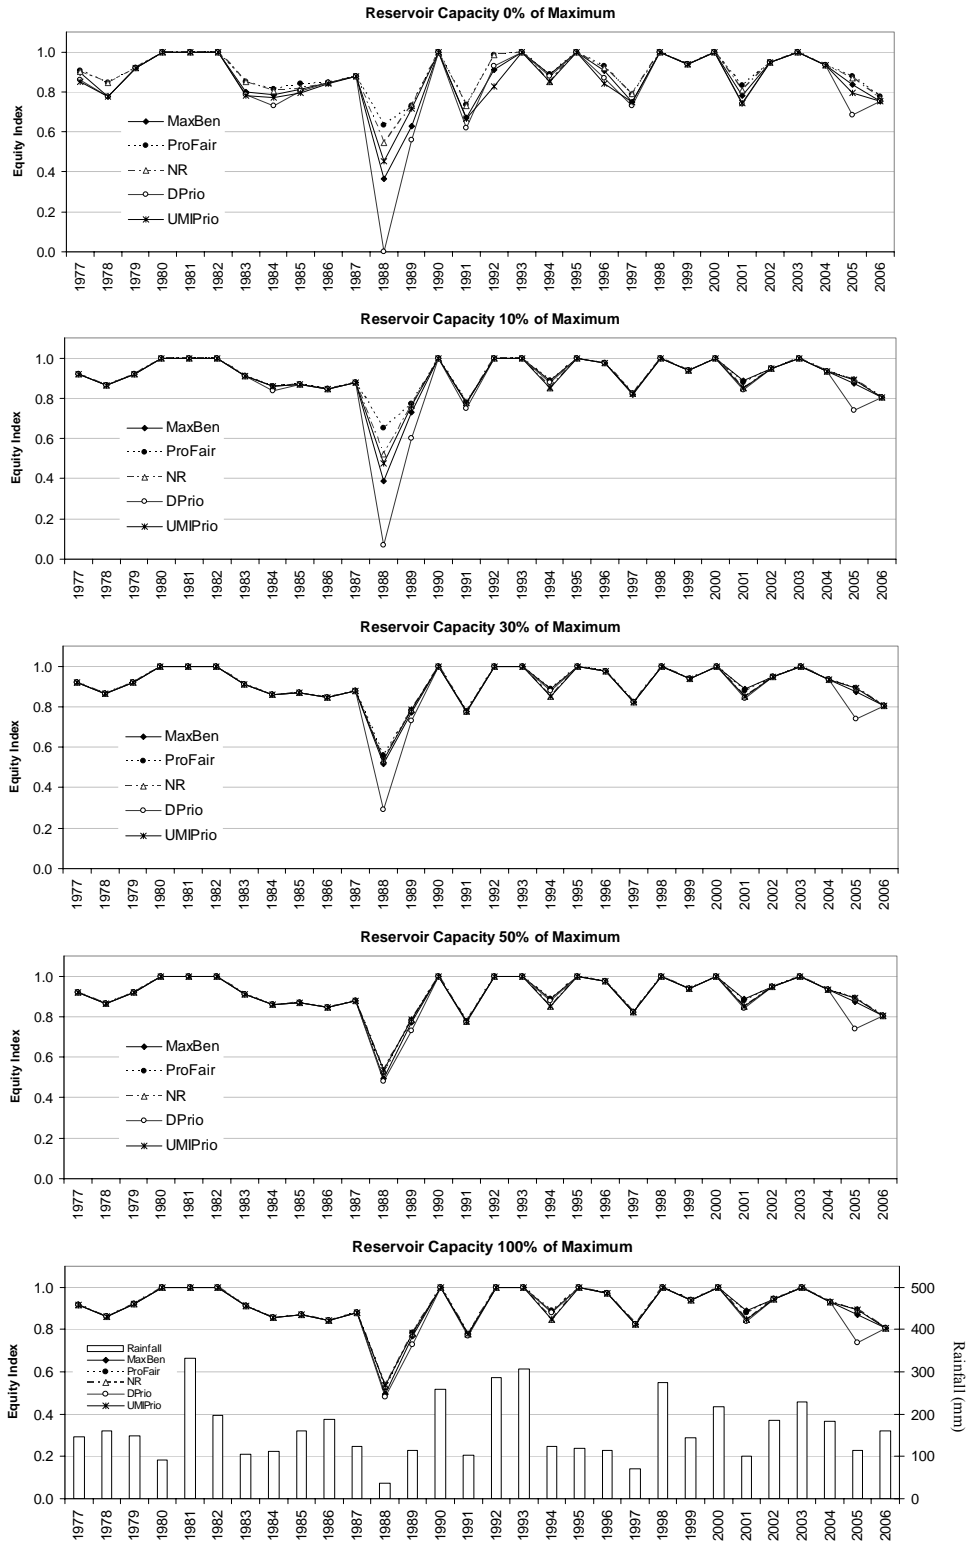 Reservoir Capacity 0% of Maximum
1.0
0.8
0.6
0.4
0.2
0.0
Equity Index
MaxBen
ProFair
NR
DPrio
UMIPrio
1977 1978 1979 1980 1981 1982 1983 1984 1985 1986 1987 1988 1989 1990 1991 1992 1993 1994 1995 1996 1997 1998 1999 2000 2001 2002 2003 2004 2005 2006
Reservoir Capacity 10% of Maximum
1.0
0.8
0.6
0.4
0.2
0.0
Equity Index
MaxBen
ProFair
NR
DPrio
UMIPrio
1977 1978 1979 1980 1981 1982 1983 1984 1985 1986 1987 1988 1989 1990 1991 1992 1993 1994 1995 1996 1997 1998 1999 2000 2001 2002 2003 2004 2005 2006
Reservoir Capacity 30% of Maximum
1.0
0.8
0.6
0.4
0.2
0.0
Equity Index
MaxBen
ProFair
NR
DPrio
UMIPrio
1977 1978 1979 1980 1981 1982 1983 1984 1985 1986 1987 1988 1989 1990 1991 1992 1993 1994 1995 1996 1997 1998 1999 2000 2001 2002 2003 2004 2005 2006
Reservoir Capacity 50% of Maximum
1.0
0.8
0.6
0.4
0.2
0.0
Equity Index
MaxBen
ProFair
NR
DPrio
UMIPrio
1977 1978 1979 1980 1981 1982 1983 1984 1985 1986 1987 1988 1989 1990 1991 1992 1993 1994 1995 1996 1997 1998 1999 2000 2001 2002 2003 2004 2005 2006
Reservoir Capacity 100% of Maximum
1.0
0.8
0.6
0.4
0.2
0.0
Equity Index
Rainfall
MaxBen
ProFair
NR
DPrio
UMIPrio
500
400
300
200
100
0
Rainfall (mm)
1977 1978 1979 1980 1981 1982 1983 1984 1985 1986 1987 1988 1989 1990 1991 1992 1993 1994 1995 1996 1997 1998 1999 2000 2001 2002 2003 2004 2005 2006